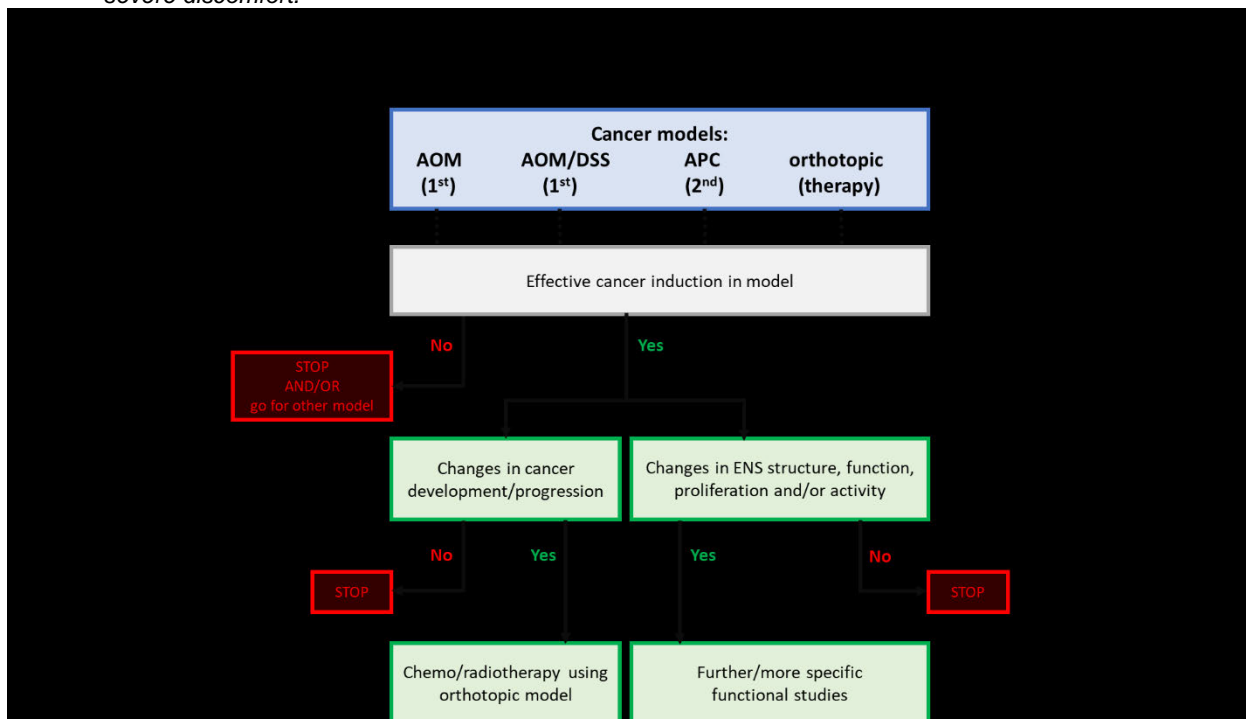 severe discomfort.
Cancer models:
AOM AOM/DSS APC orthotopic
(1st) (1st) (2nd) (therapy)
Effective cancer induction in model
No Yes
STOP
AND/OR
go for other model
Changes in cancer
development/progression
Changes in ENS structure, function,
proliferation and/or activity
No Yes Yes No
STOP STOP
Chemo/radiotherapy using
orthotopic model
Further/more specific
functional studies